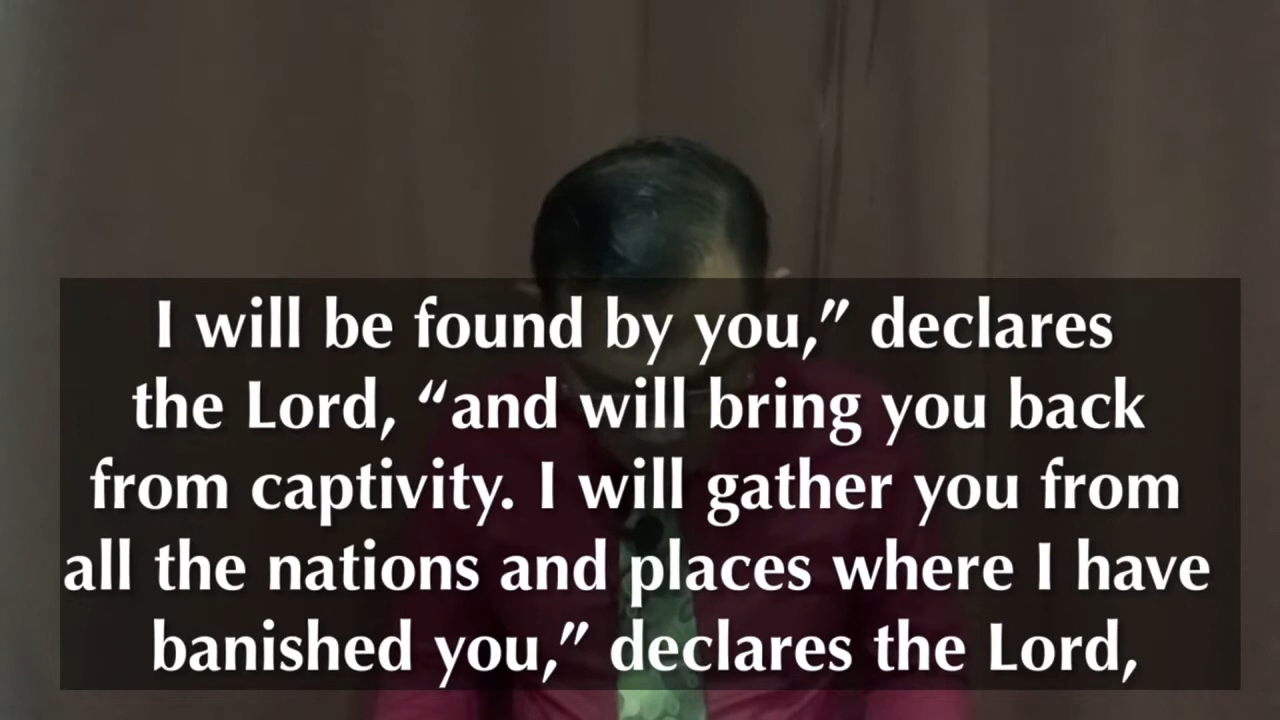 I will be found by you,” declares
the Lord, “and will bring you back
from captivity. I will gather you from
all the nations and places where I have
banished you,” declares the Lord,